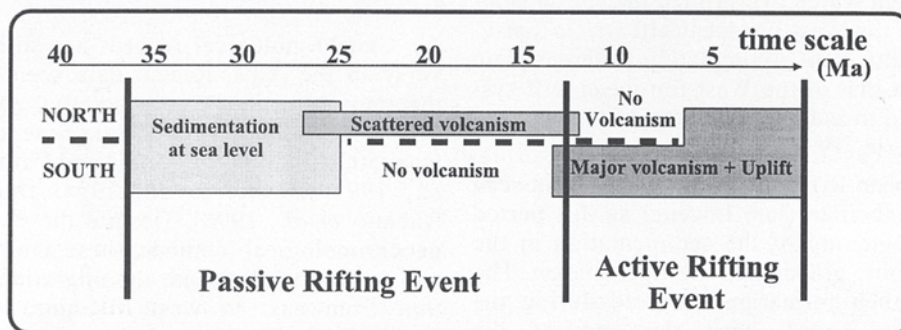 time scale
40 35 30 25 20 15 10 5 (Ma)
NORTH
SOUTH
Sedimentation
at sea level
Scattered volcanism
No volcanism
No
Volcanism
Major volcanism + Uplift
Passive Rifting Event
Active Rifting
Event